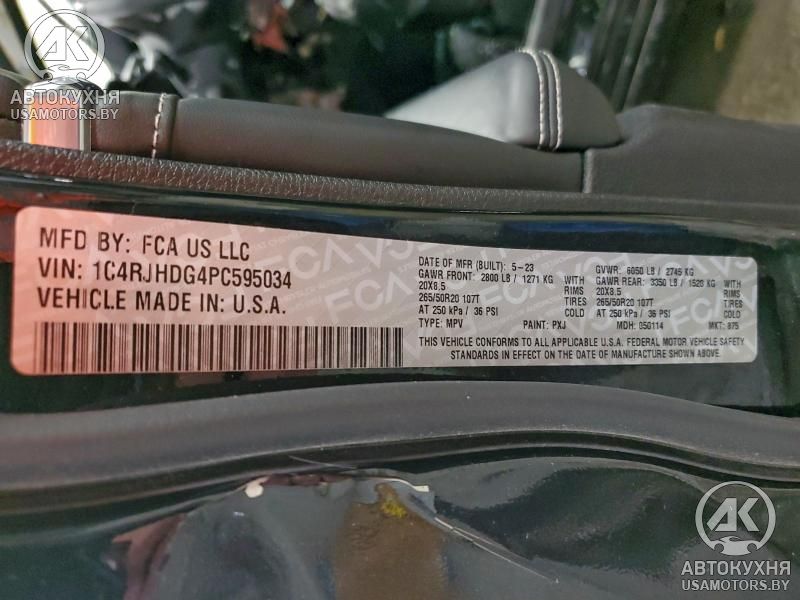 АВТОКУХНЯ
USAMOTORS.BY
MFD BY: FCA US LLC
VIN: 1C4RJHDG4PC595034
VEHICLE MADE IN U.S.A.
DATE OF MFR (BUILT): 5-23 GVWR: 6050 LB / 2745 KG
GAWR FRONT: 2800 LB / 1271 KG WITH GAWR REAR: 3350 LB / 1520 KG WITH
20X8.5 RIMS 20X8.5 RIMS
265/50R20 107T TIRES 265/50R20 107T TIRES
AT 250 kPa / 36 PSI COLD AT 250 kPa / 36 PSI COLD
TYPE: MPV PAINT: PXJ MDH: 050114 MKT: 875
THIS VEHICLE CONFORMS TO ALL APPLICABLE U.S.A. FEDERAL MOTOR VEHICLE SAFETY
STANDARDS IN EFFECT ON THE DATE OF MANUFACTURE SHOWN ABOVE.
АК
АВТОКУХНЯ
USAMOTORS.BY